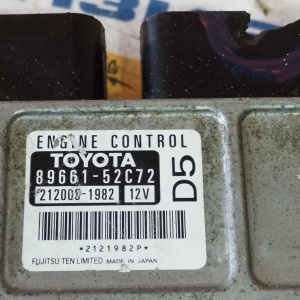 ENGINE CONTROL
TOYOTA
89661-52C72
212000-1982 12V
D5
*2121982P*
FUJITSU TEN LIMITED MADE IN JAPAN